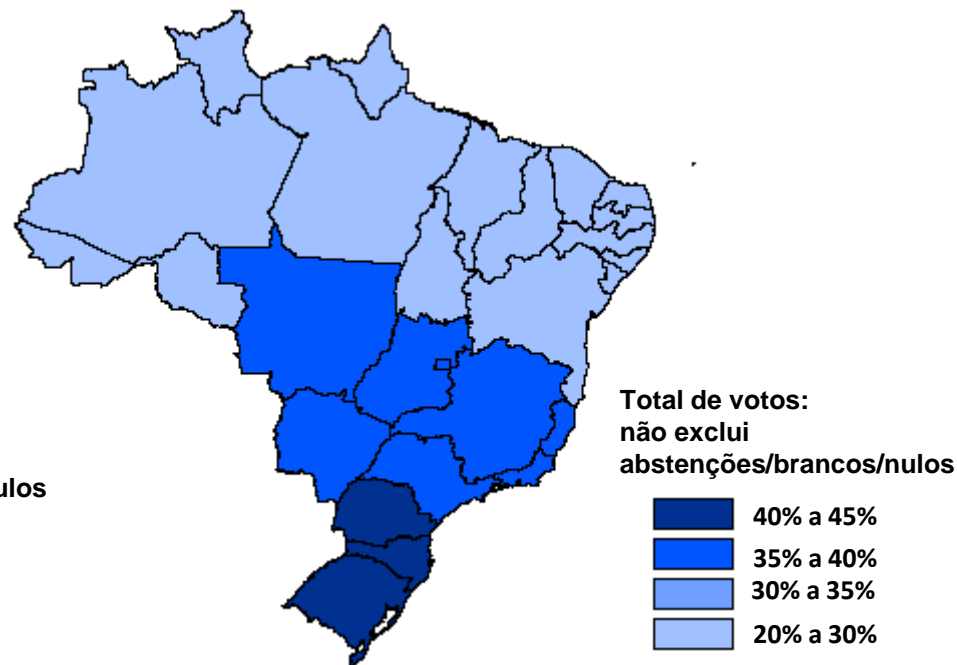 Total de votos:
não exclui
abstenções/brancos/nulos
ulos
40% a 45%
35% a 40%
30% a 35%
20% a 30%